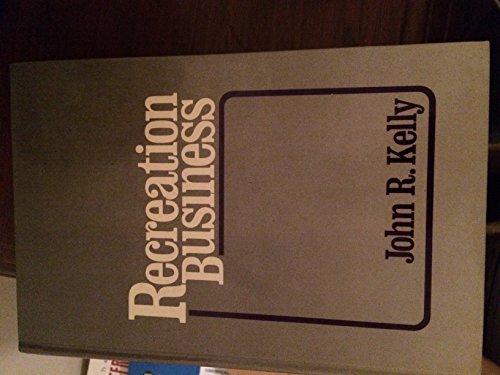 Recreation
Business
John R. Kelly